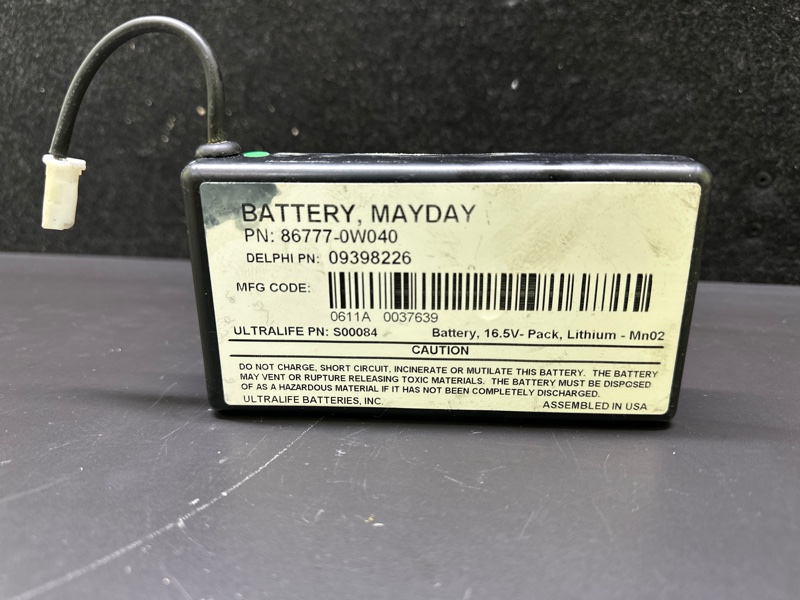 BATTERY, MAYDAY
PN: 86777-0W040
DELPHI PN: 09398226
MFG CODE:
0611A 0037639
ULTRALIFE PN: S00084 Battery, 16.5V- Pack, Lithium - Mn02
CAUTION
DO NOT CHARGE, SHORT CIRCUIT, INCINERATE OR MUTILATE THIS BATTERY. THE BATTERY
MAY VENT OR RUPTURE RELEASING TOXIC MATERIALS. THE BATTERY MUST BE DISPOSED
OF AS A HAZARDOUS MATERIAL IF IT HAS NOT BEEN COMPLETELY DISCHARGED.
ULTRALIFE BATTERIES, INC. ASSEMBLED IN USA